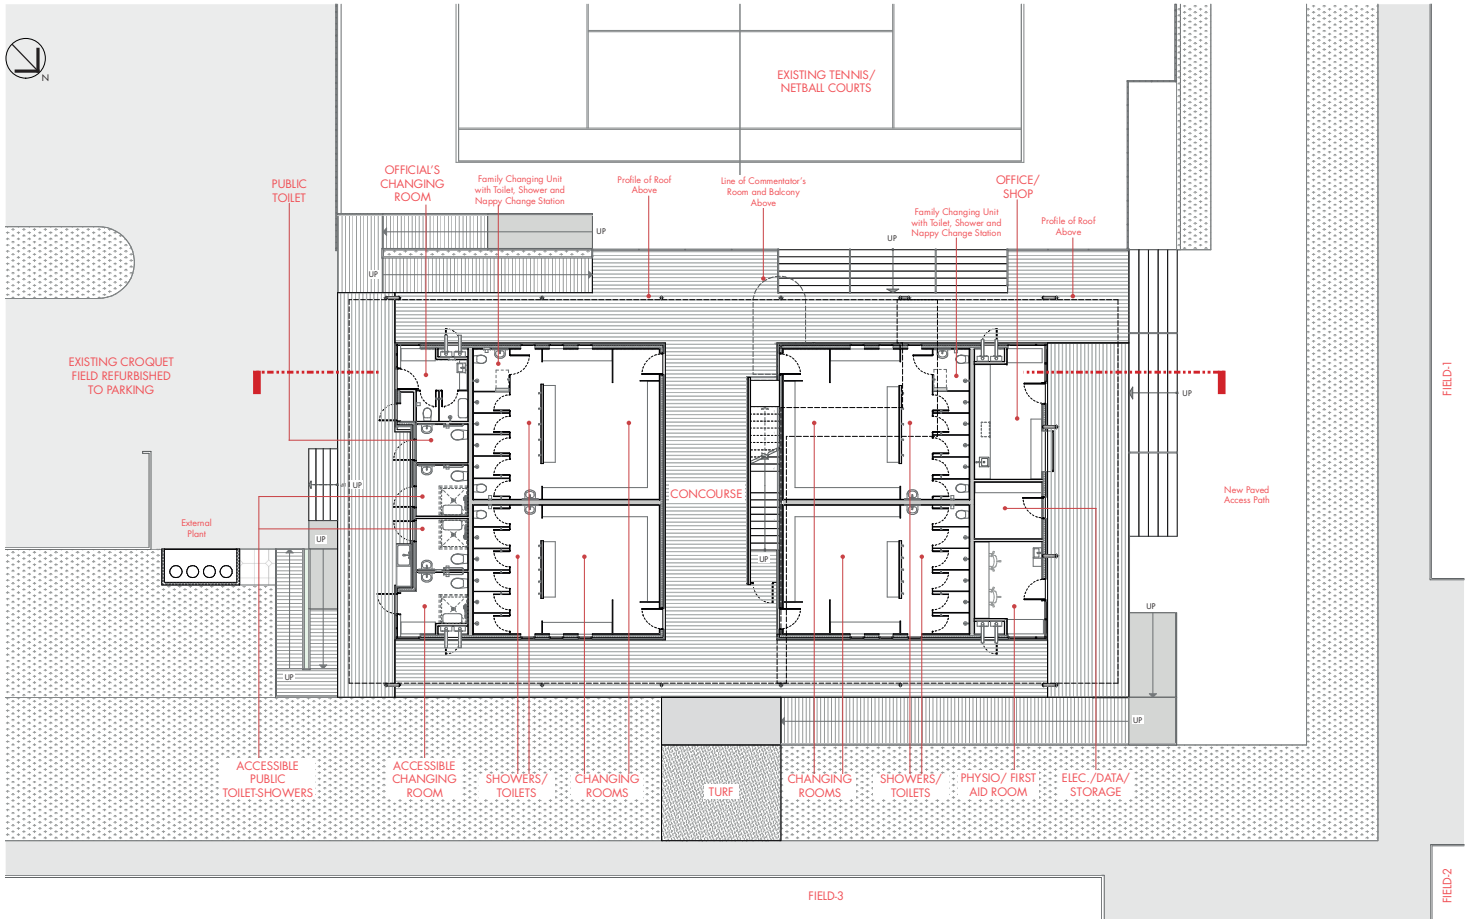 N
EXISTING TENNIS/
NETBALL COURTS
PUBLIC
TOILET
OFFICIAL'S
CHANGING
ROOM
Family Changing Unit
with Toilet, Shower and
Nappy Change Station
Profile of Roof
Above
Line of Commentator's
Room and Balcony
Above
OFFICE/
SHOP
Family Changing Unit
with Toilet, Shower and
Nappy Change Station
Profile of Roof
Above
UP
UP
UP
EXISTING CROQUET
FIELD REFURBISHED
TO PARKING
FIELD-1
UP
UP
CONCOURSE
New Paved
Access Path
External
Plant
UP
UP
UP
UP
UP
ACCESSIBLE
PUBLIC
TOILET-SHOWERS
ACCESSIBLE
CHANGING
ROOM
SHOWERS/
TOILETS
CHANGING
ROOMS
TURF
CHANGING
ROOMS
SHOWERS/
TOILETS
PHYSIO/ FIRST
AID ROOM
ELEC./DATA/
STORAGE
FIELD-2
FIELD-3